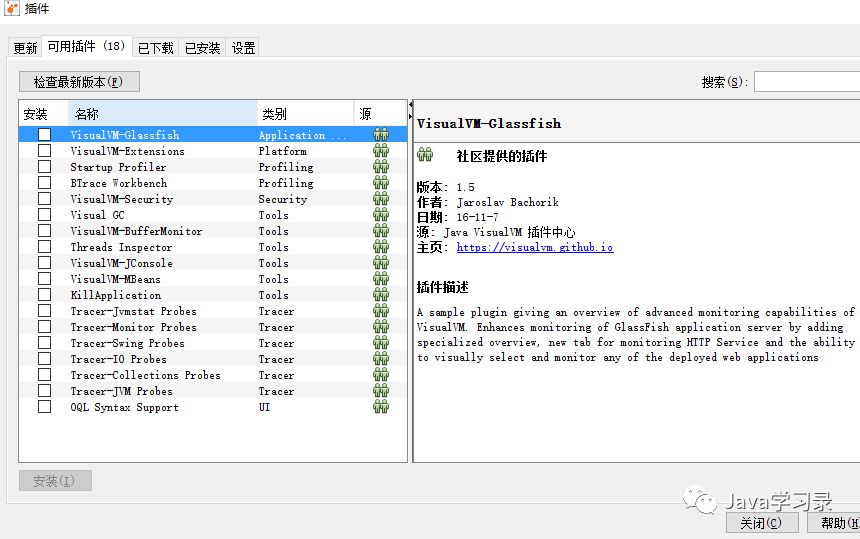 插件
更新 可用插件 (18) 已下载 已安装 设置
检查最新版本(F) 搜索(S):
安装 名称 类别 源
VisualVM-Glassfish Application ...
VisualVM-Extensions Platform
Startup Profiler Profiling
BTrace Workbench Profiling
VisualVM-Security Security
Visual GC Tools
VisualVM-BufferMonitor Tools
Threads Inspector Tools
VisualVM-JConsole Tools
VisualVM-MBeans Tools
KillApplication Tools
Tracer-Jvmstat Probes Tracer
Tracer-Monitor Probes Tracer
Tracer-Swing Probes Tracer
Tracer-IO Probes Tracer
Tracer-Collections Probes Tracer
Tracer-JVM Probes Tracer
OQL Syntax Support UI
VisualVM-Glassfish
社区提供的插件
版本: 1.5
作者: Jaroslav Bachorik
日期: 16-11-7
源: Java VisualVM 插件中心
主页: https://visualvm.github.io
插件描述
A sample plugin giving an overview of advanced monitoring capabilities of
VisualVM. Enhances monitoring of GlassFish application server by adding
specialized overview, new tab for monitoring HTTP Service and the ability
to visually select and monitor any of the deployed web applications
安装(I)
Java学习录
关闭(C) 帮助(H